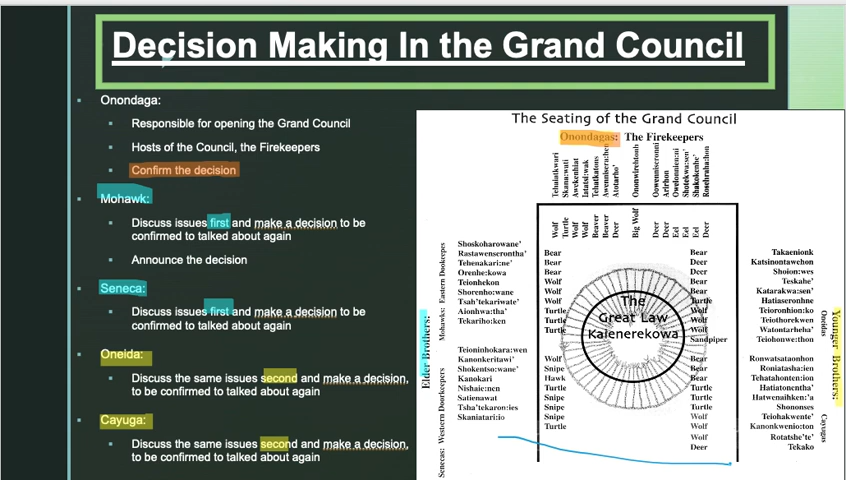 Decision Making In the Grand Council
Onondaga:
Responsible for opening the Grand Council
Hosts of the Council, the Firekeepers
Confirm the decision
Mohawk:
Discuss issues first and make a decision to be
confirmed to talked about again
Announce the decision
Seneca:
Discuss issues first and make a decision to be
confirmed to talked about again
Oneida:
Discuss the same issues second and make a decision,
to be confirmed to talked about again
Cayuga:
Discuss the same issues second and make a decision,
to be confirmed to talked about again
The Seating of the Grand Council
Onondagas: The Firekeepers
Wolf
Turtle
Wolf
Wolf
Beaver
Beaver
Deer
Big Wolf
Deer
Deer
Eel
Eel
Eel
Deer
Elder Brothers:
Mohawks: Eastern
Shoskoharowane'
Rastawenserontha'
Tehenakari:ne'
Orenhe:kowa
Teionhekon
Shorenho:wane
Tsah'tekariwate'
Aionhwa:tha'
Tekariho:ken
Bear
Bear
Bear
Wolf
Wolf
Wolf
Turtle
Turtle
Turtle
Senecas: Western Doorkeepers
Teioninhokara:wen
Kanonkeritawi'
Shokentso:wane'
Kanokari
Nishaie:nen
Satienawat
Tsha'tekaron:ies
Skaniatari:io
Wolf
Snipe
Hawk
Turtle
Snipe
Snipe
Snipe
Turtle
The
Great Law
Kaienerekowa
Bear
Deer
Deer
Bear
Bear
Turtle
Wolf
Wolf
Wolf
Sandpiper
Takaenionk
Katsinontawehon
Shoion:wes
Teskahe'
Katarakwa:sen'
Hatiaseronhne
Teioronhion:ko
Teiothorekwen
Watontarheha'
Teiohonwe:thon
Oneidas
Younger Brothers:
Bear
Bear
Bear
Turtle
Turtle
Turtle
Wolf
Wolf
Wolf
Deer
Ronwatsataonhon
Roniatasha:ien
Tehatahonten:ion
Hatiatonentha'
Hatwenaihken:'a
Shononses
Teiohakwente'
Kanonkwenio:ton
Rotatshe'te'
Tekako
Cayugas